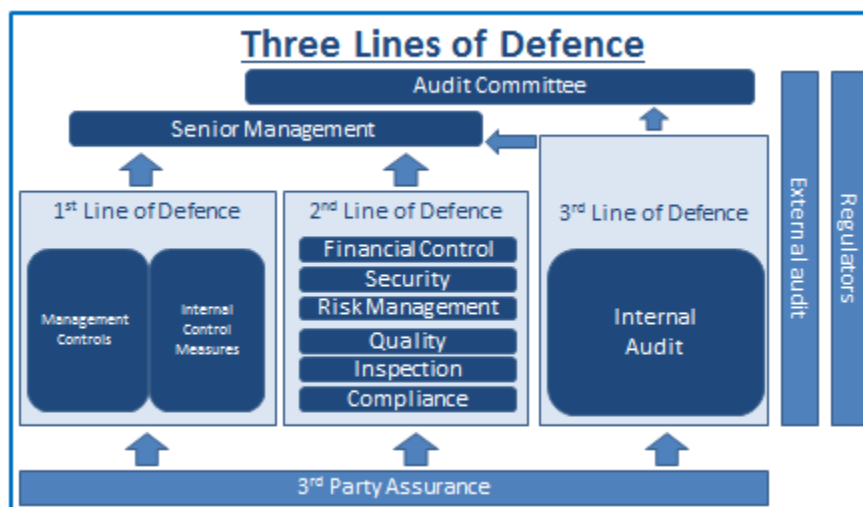 Three Lines of Defence
Audit Committee
Senior Management
1st Line of Defence
Management
Controls
Internal
Control
Measures
2nd Line of Defence
Financial Control
Security
Risk Management
Quality
Inspection
Compliance
3rd Line of Defence
Internal
Audit
External audit
Regulators
3rd Party Assurance